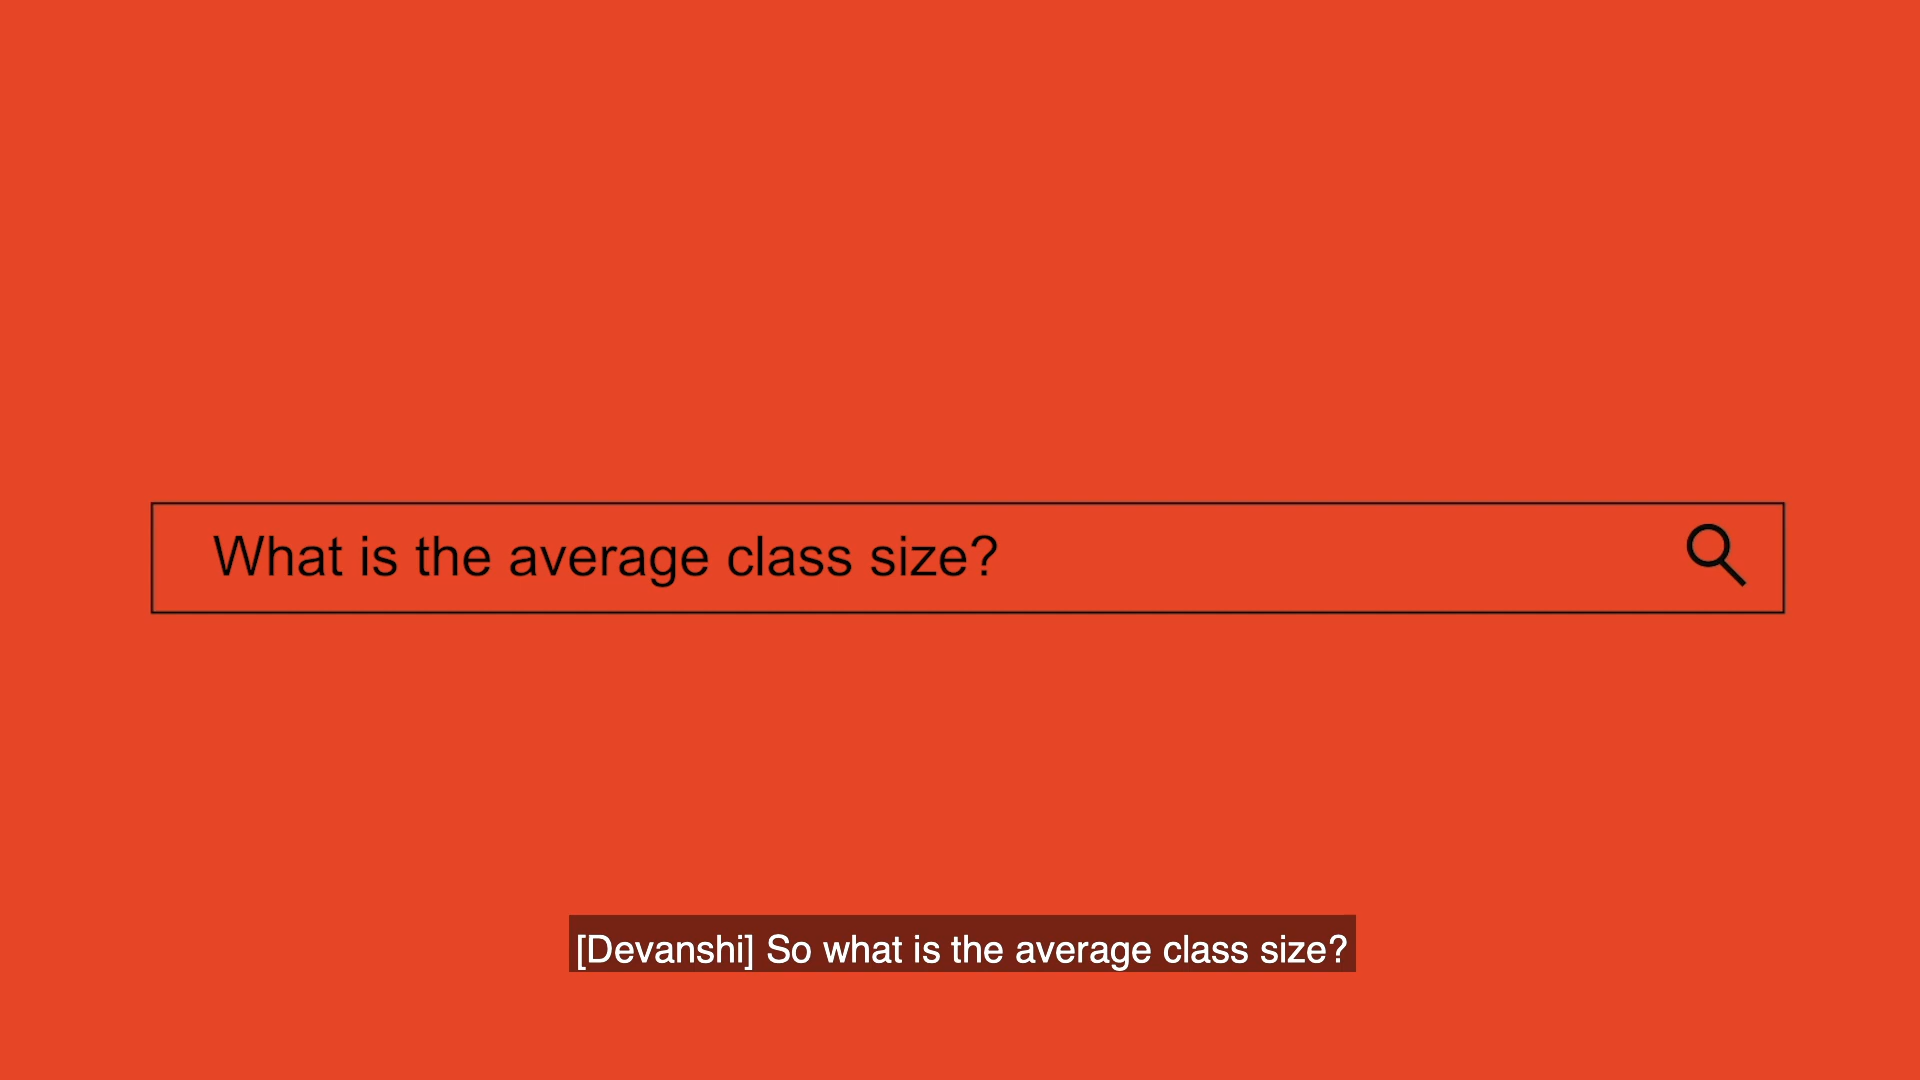 What is the average class size?
[Devanshi] So what is the average class size?